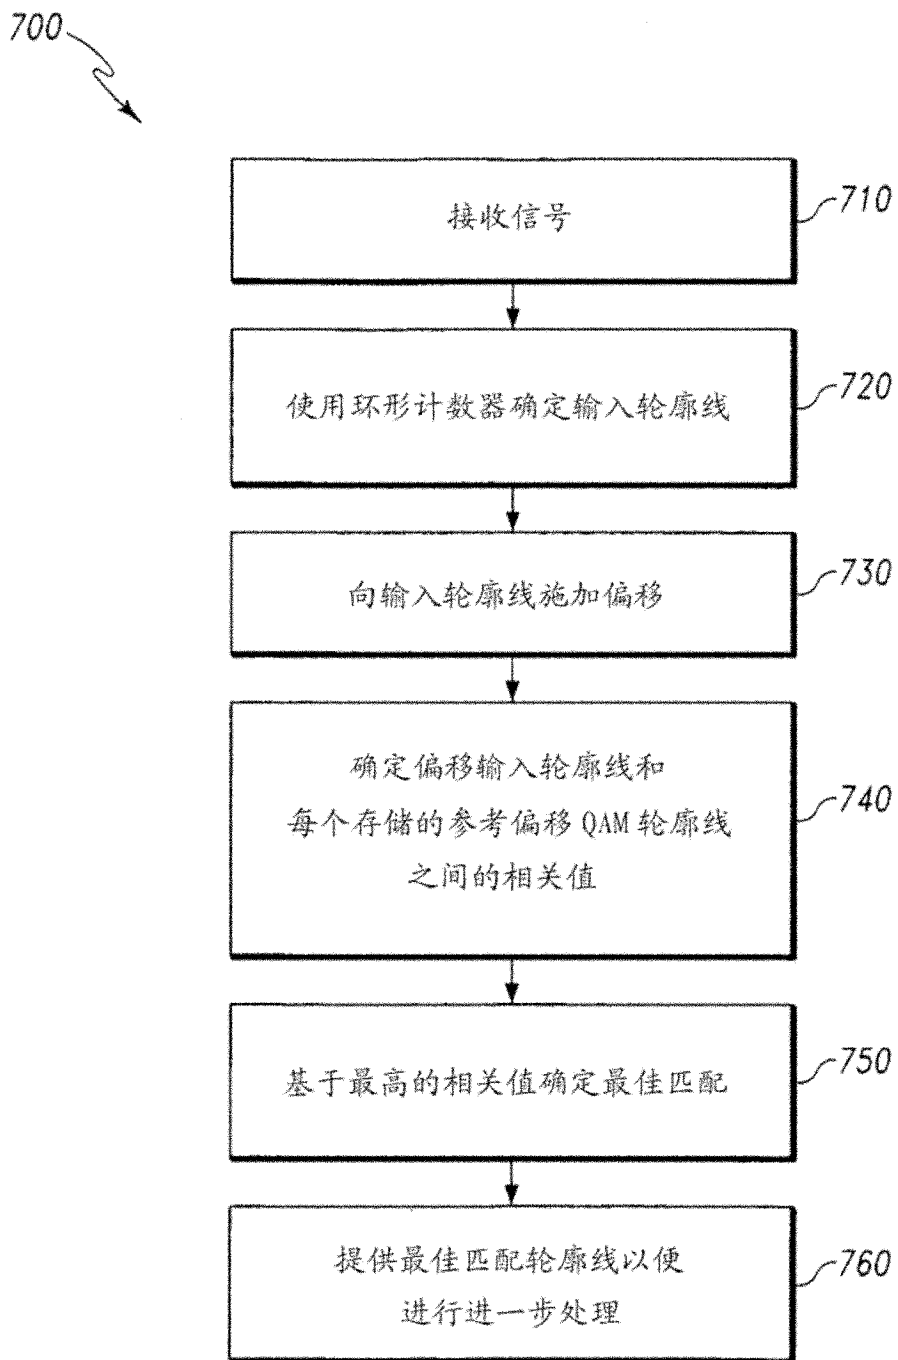 700
接收信号
710
使用环形计数器确定输入轮廓线
720
向输入轮廓线施加偏移
730
确定偏移输入轮廓线和
每个存储的参考偏移 QAM 轮廓线
之间的相关值
740
基于最高的相关值确定最佳匹配
750
提供最佳匹配轮廓线以便
进行进一步处理
760